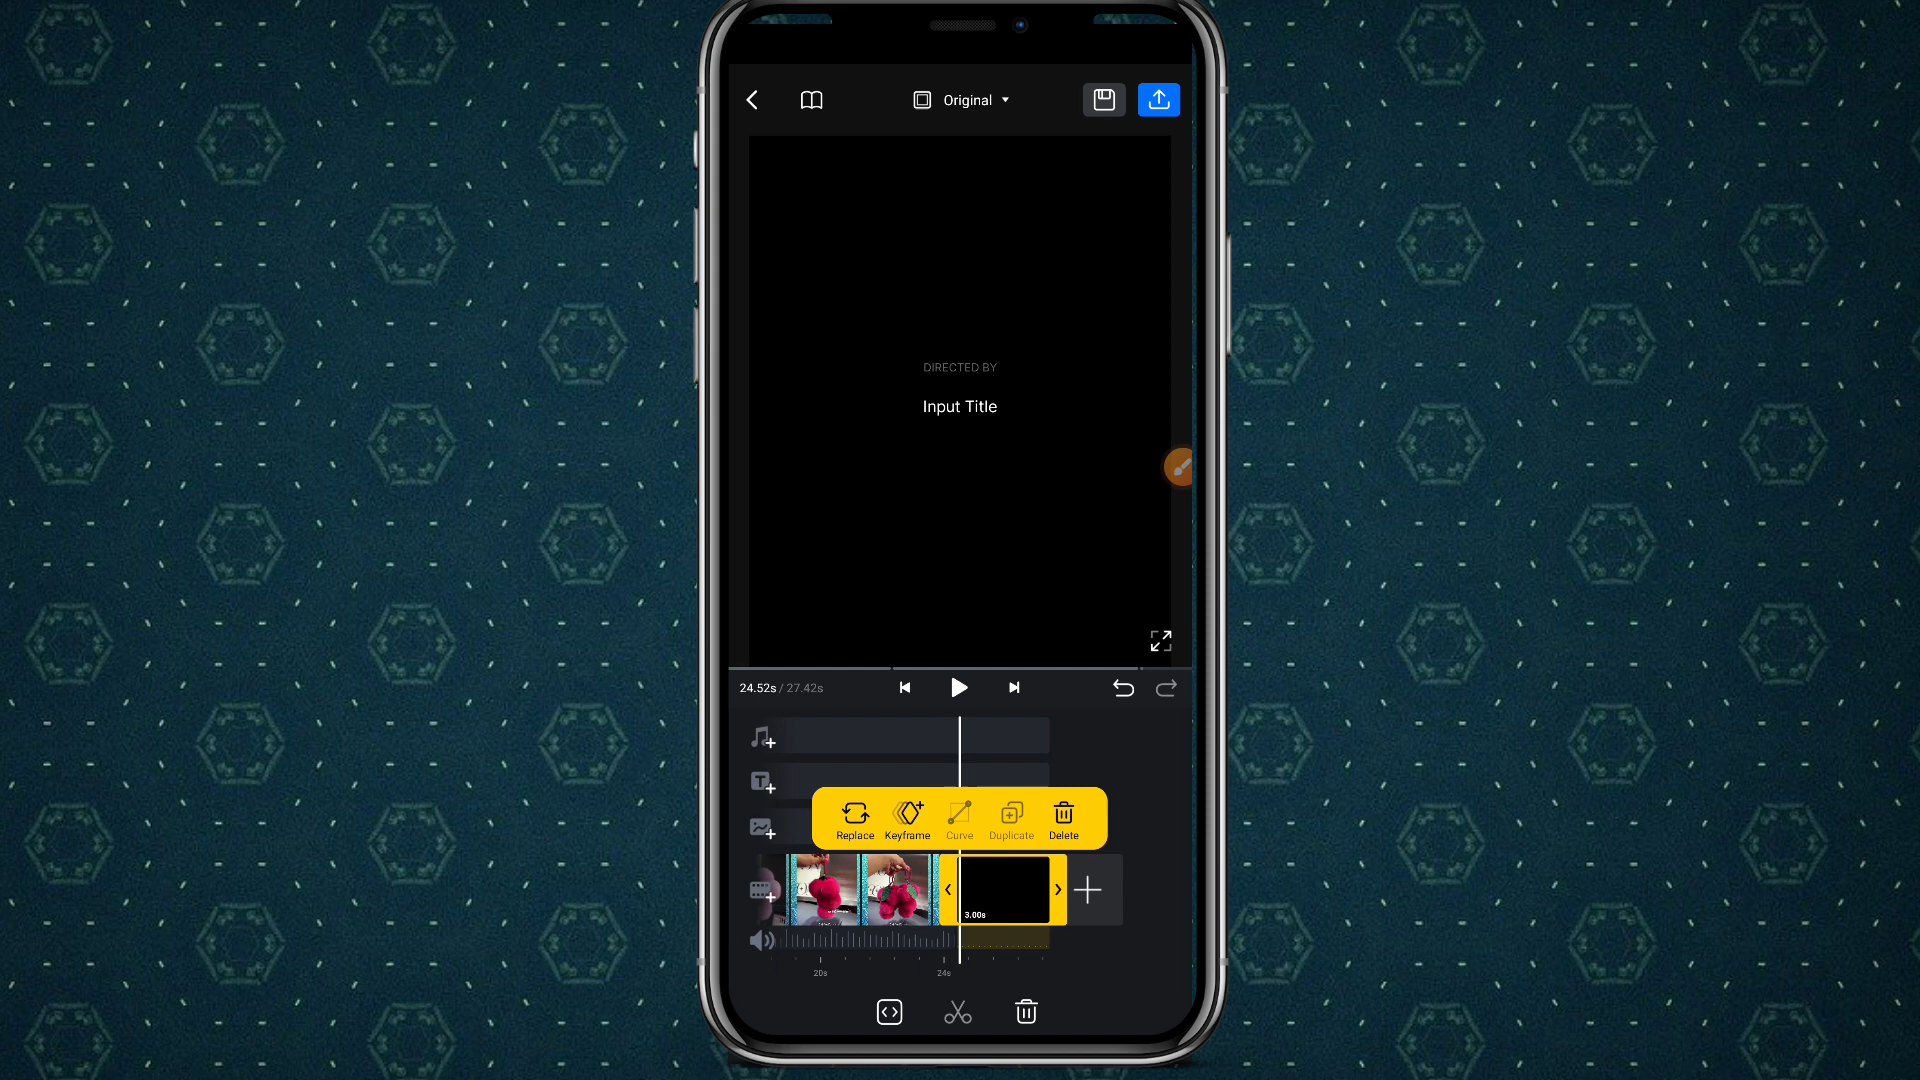 Original
DIRECTED BY
Input Title
24.52s / 27.42s
Replace Keyframe Curve Duplicate Delete
3.00s
20s 24s